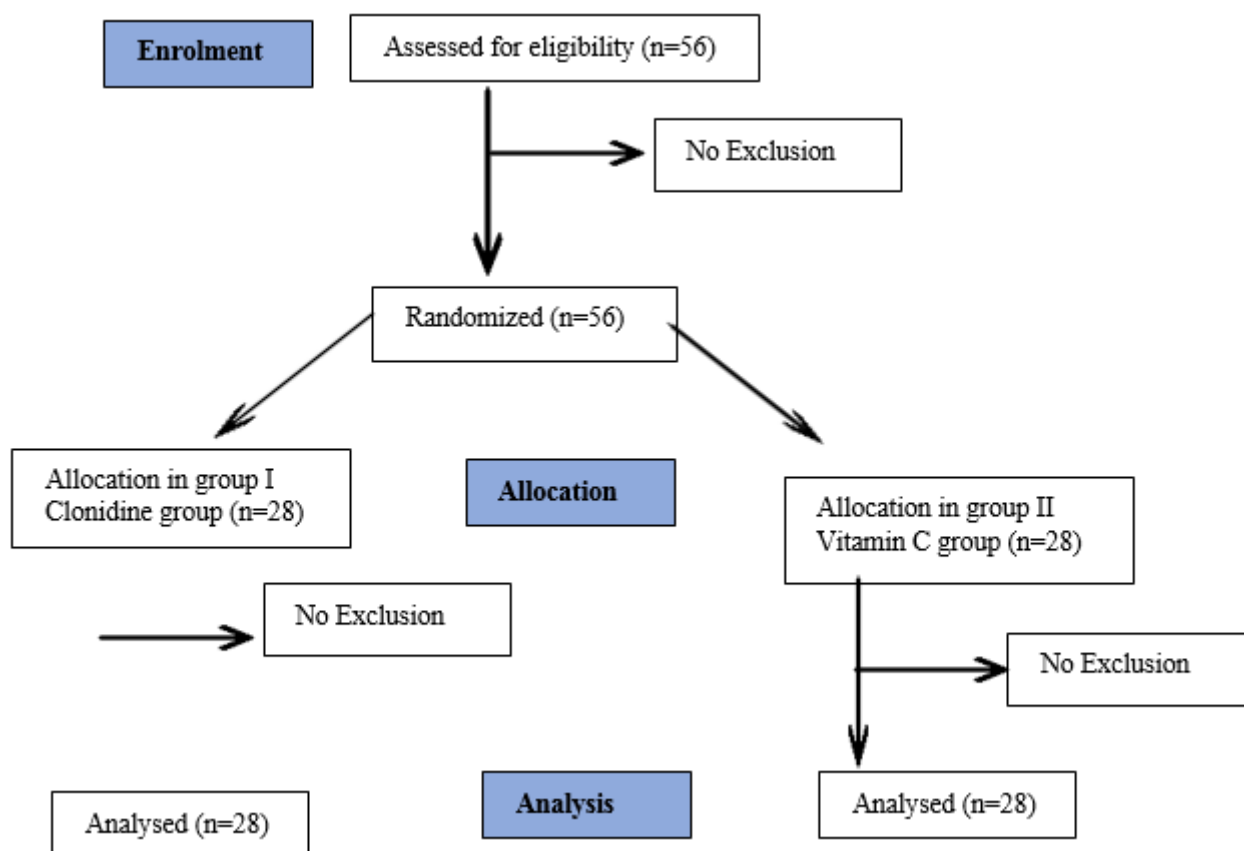 Enrolment
Assessed for eligibility (n=56)
No Exclusion
Randomized (n=56)
Allocation in group I
Clonidine group (n=28)
Allocation
Allocation in group II
Vitamin C group (n=28)
No Exclusion
No Exclusion
Analysed (n=28)
Analysis
Analysed (n=28)